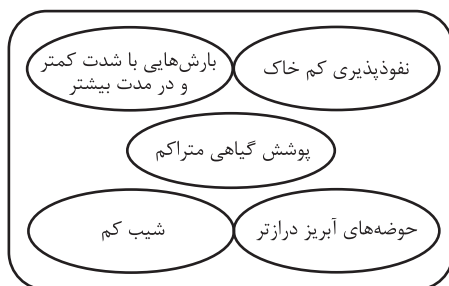 نفوذپذیری کم خاک
بارش‌هایی با شدت کمتر
و در مدت بیشتر
پوشش گیاهی متراکم
حوضه‌های آبریز درازتر
شیب کم